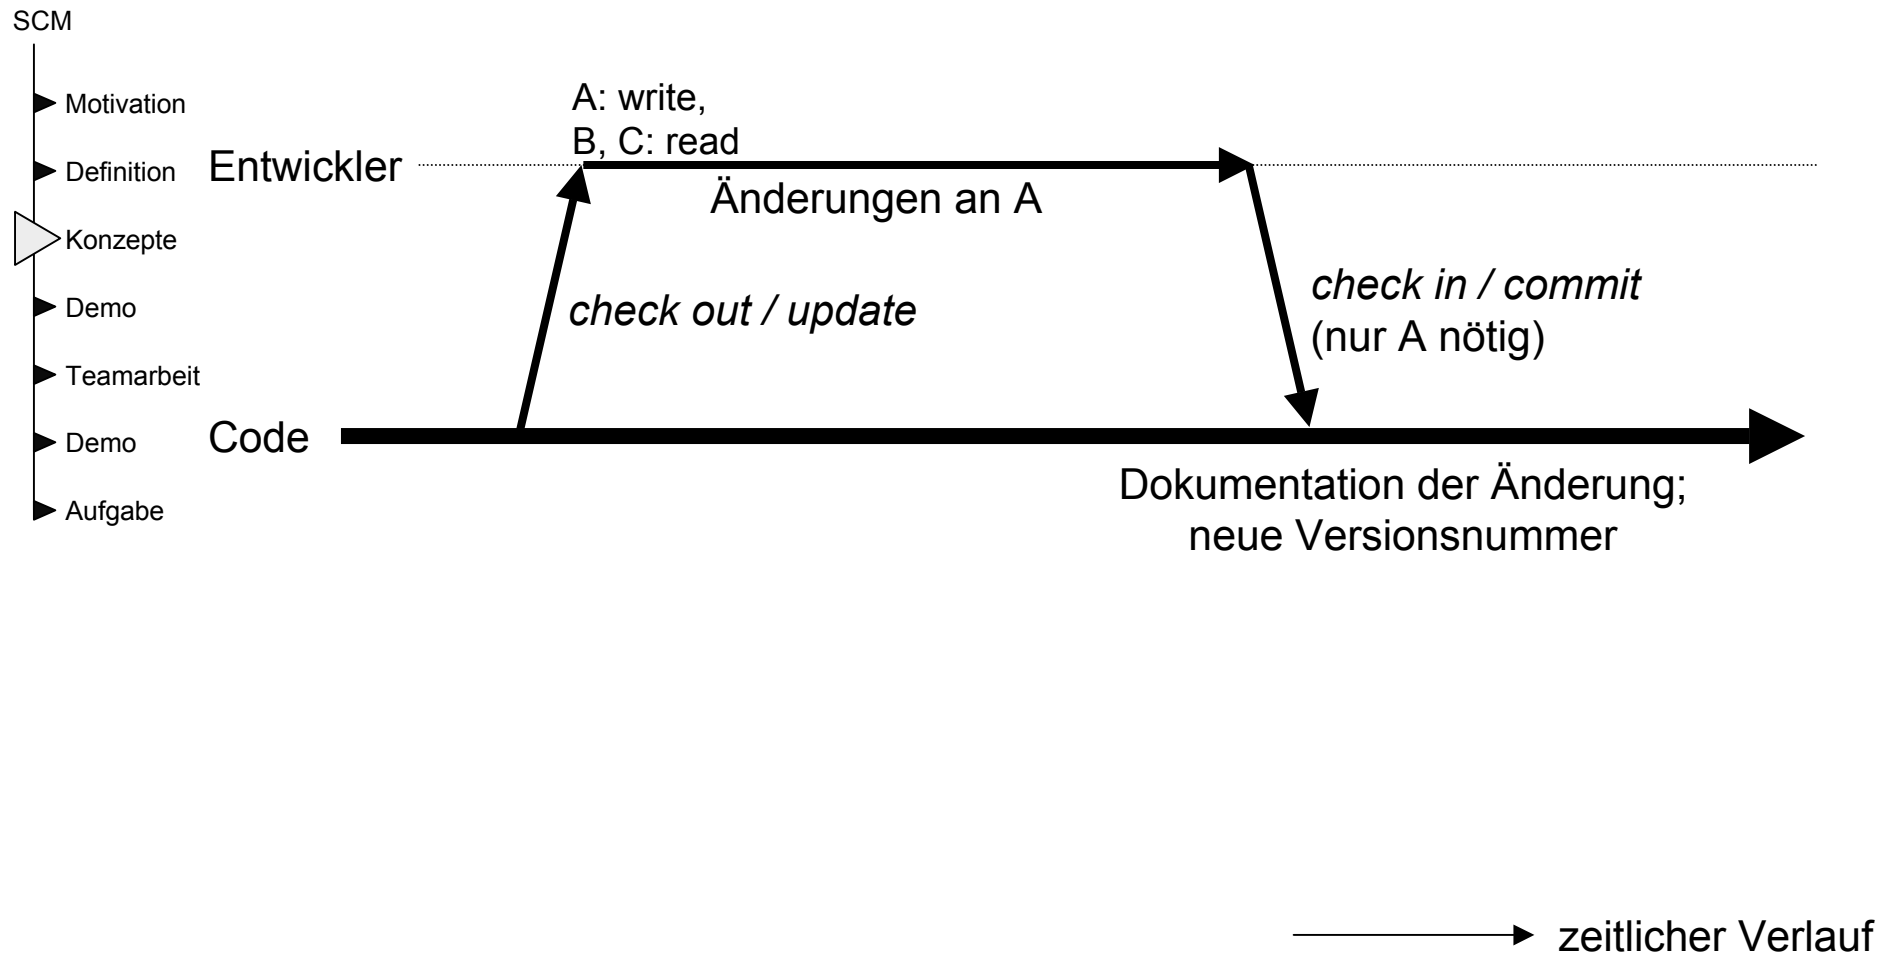 SCM
Motivation
Definition
Konzepte
Demo
Teamarbeit
Demo
Aufgabe
A: write,
B, C: read
Entwickler
Änderungen an A
check out / update
check in / commit
(nur A nötig)
Code
Dokumentation der Änderung;
neue Versionsnummer
zeitlicher Verlauf